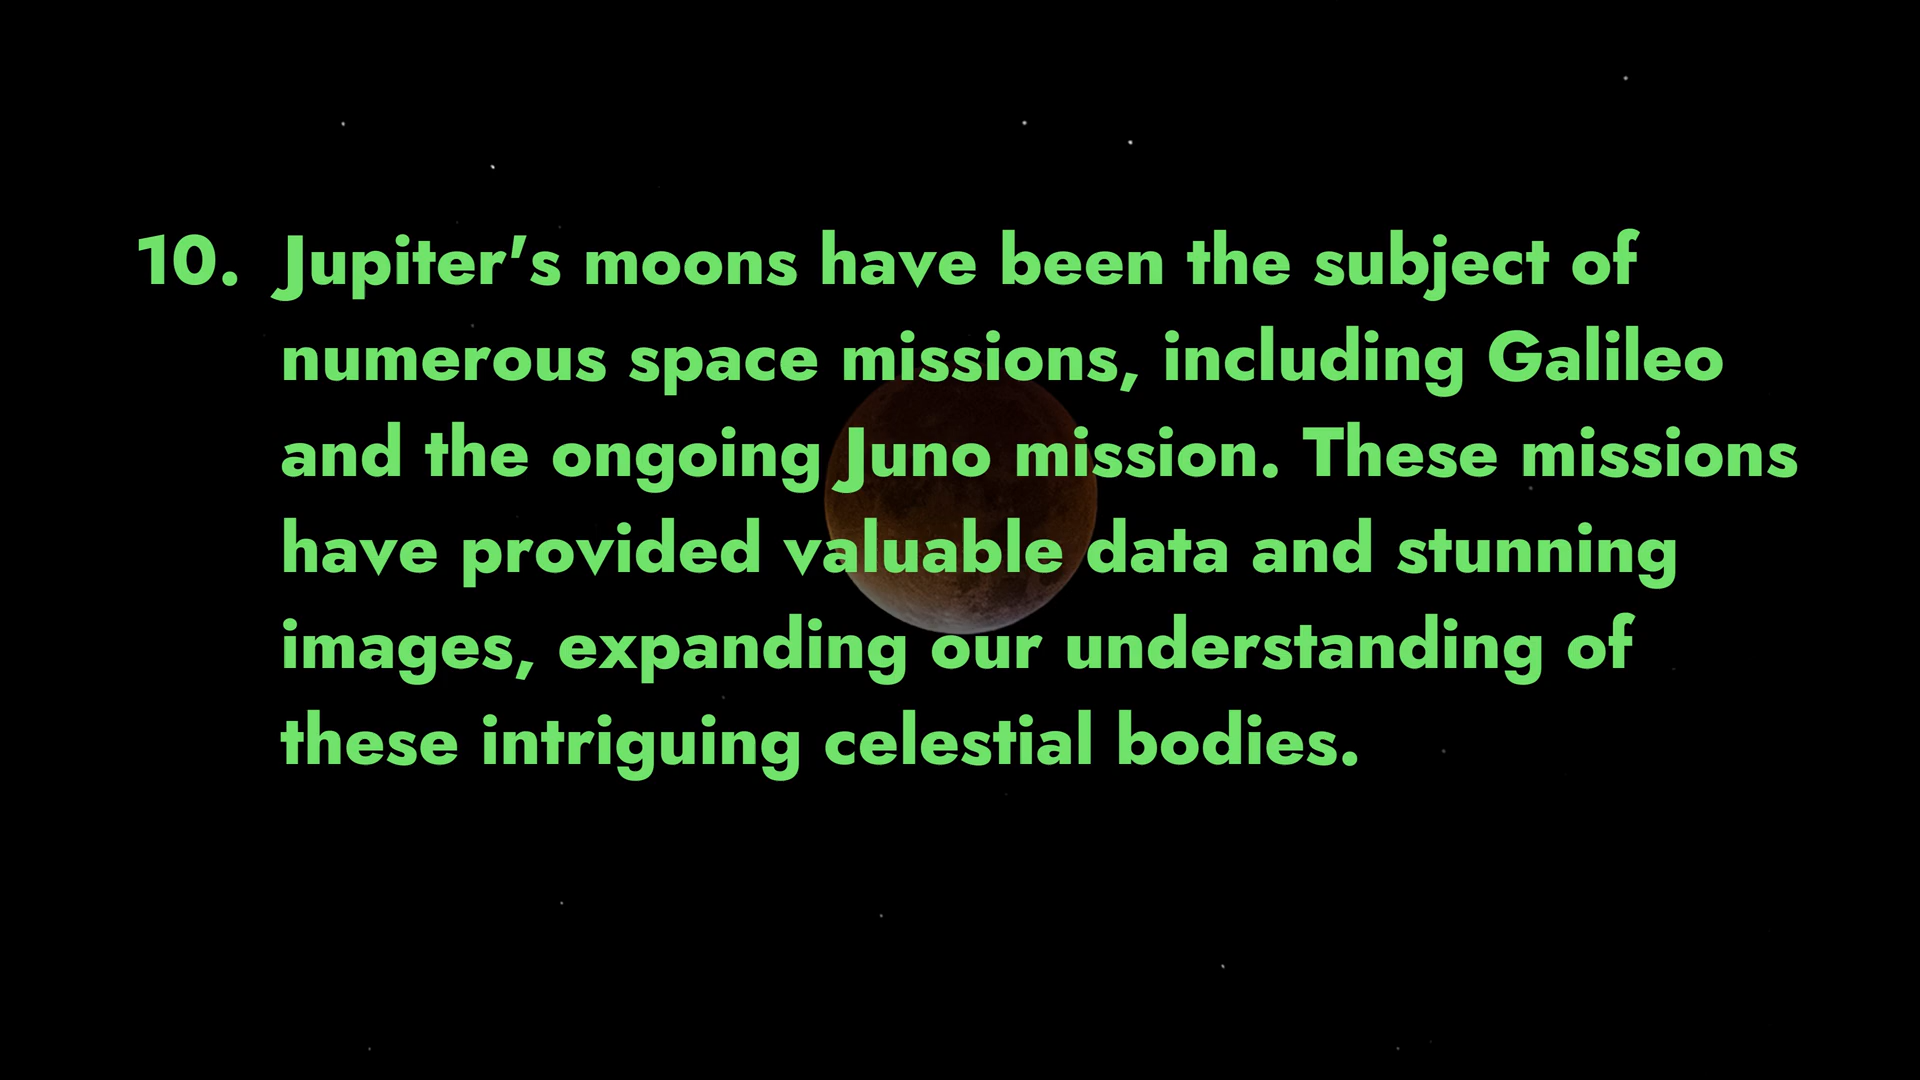 10. Jupiter's moons have been the subject of
numerous space missions, including Galileo
and the ongoing Juno mission. These missions
have provided valuable data and stunning
images, expanding our understanding of
these intriguing celestial bodies.